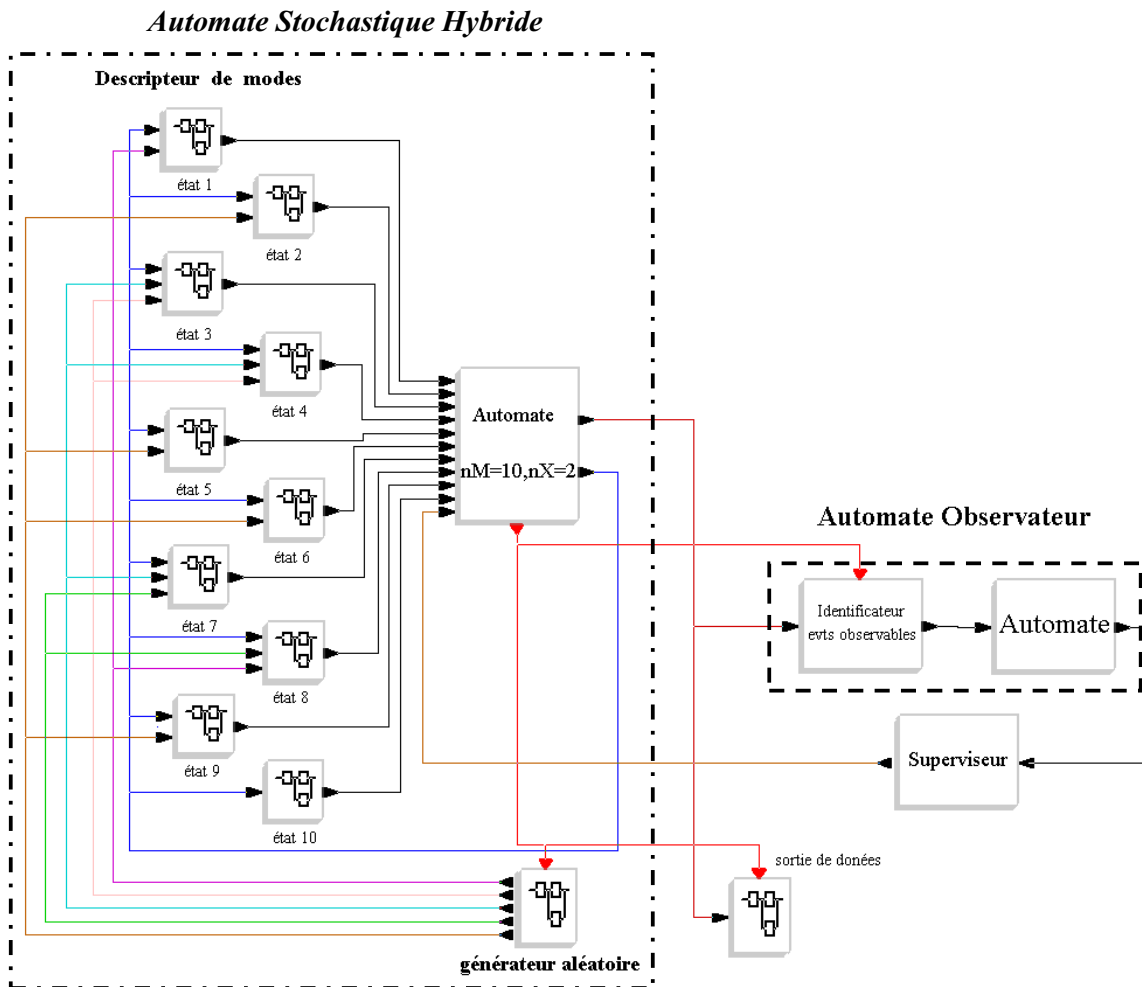 Automate Stochastique Hybride
Descripteur de modes
état 1
état 2
état 3
état 4
état 5
état 6
état 7
état 8
état 9
état 10
Automate
nM=10,nX=2
générateur aléatoire
Automate Observateur
Identificateur
evts observables
Automate
Superviseur
sortie de donées